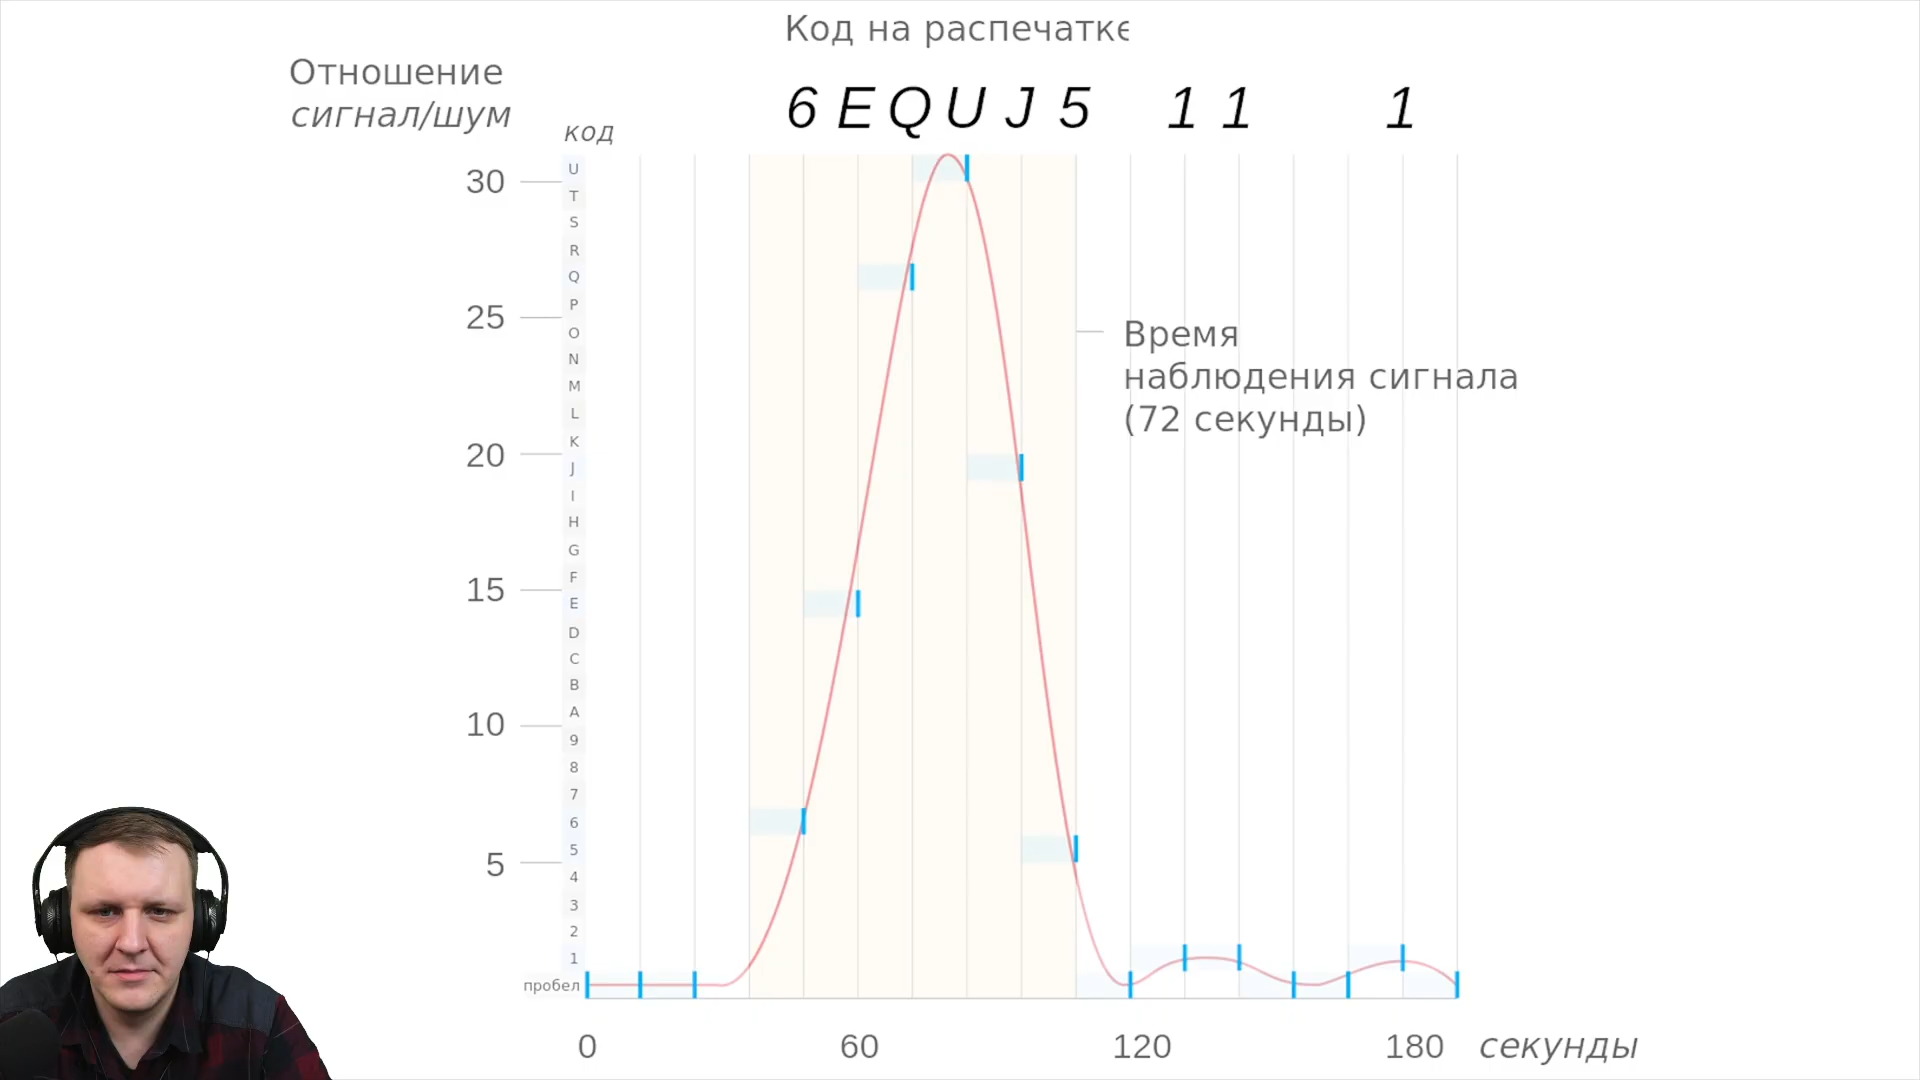 Код на распечатке
Отношение
сигнал/шум
код
6 E Q U J 5 1 1 1
30
25
20
15
10
5
U
T
S
R
Q
P
O
N
M
L
K
J
I
H
G
F
E
D
C
B
A
9
8
7
6
5
4
3
2
1
пробел
Время
наблюдения сигнала
(72 секунды)
0 60 120 180 секунды